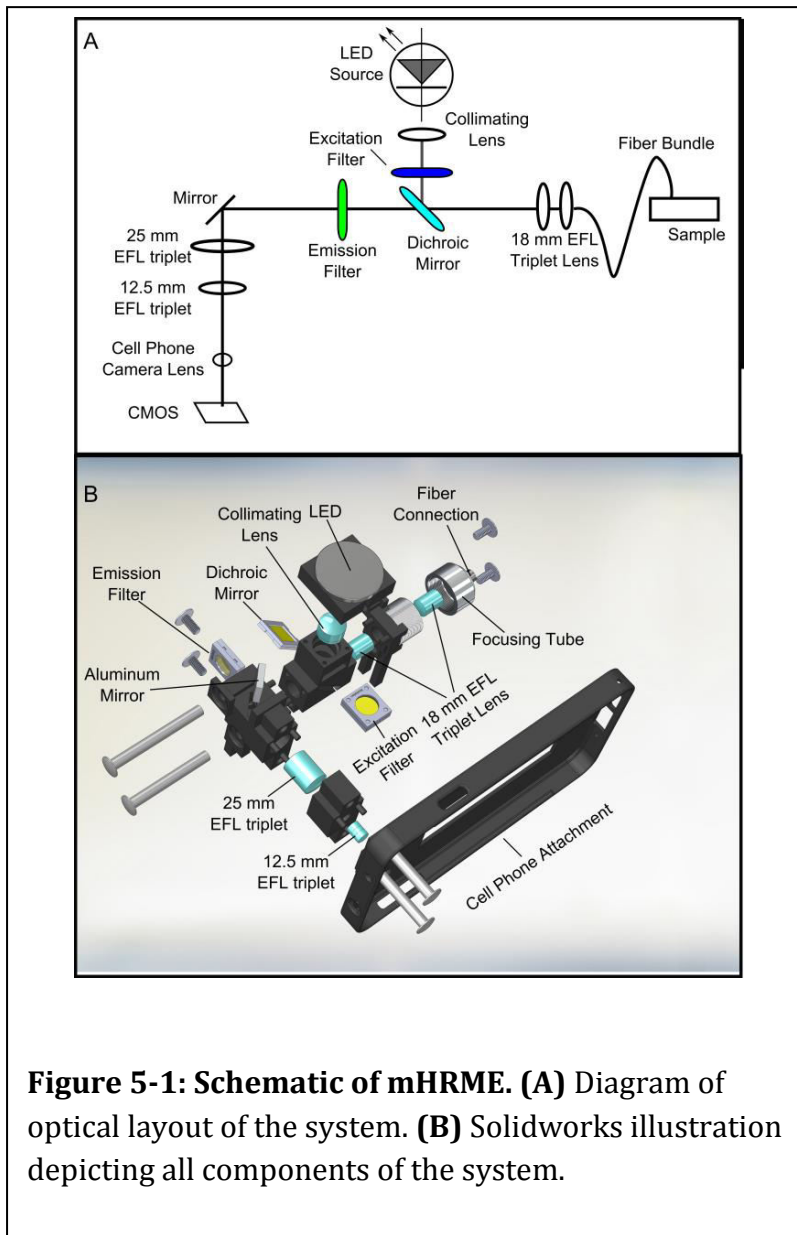 A
LED
Source
Collimating
Lens
Excitation
Filter
Fiber Bundle
Mirror
25 mm
EFL triplet
Emission
Filter
Dichroic
Mirror
18 mm EFL
Triplet Lens
Sample
12.5 mm
EFL triplet
Cell Phone
Camera Lens
CMOS
B
Collimating
Lens
LED
Fiber
Connection
Emission
Filter
Dichroic
Mirror
Focusing Tube
Aluminum
Mirror
Excitation
Filter
18 mm EFL
Triplet Lens
25 mm
EFL triplet
12.5 mm
EFL triplet
Cell Phone Attachment
Figure 5-1: Schematic of mHRME. (A) Diagram of
optical layout of the system. (B) Solidworks illustration
depicting all components of the system.